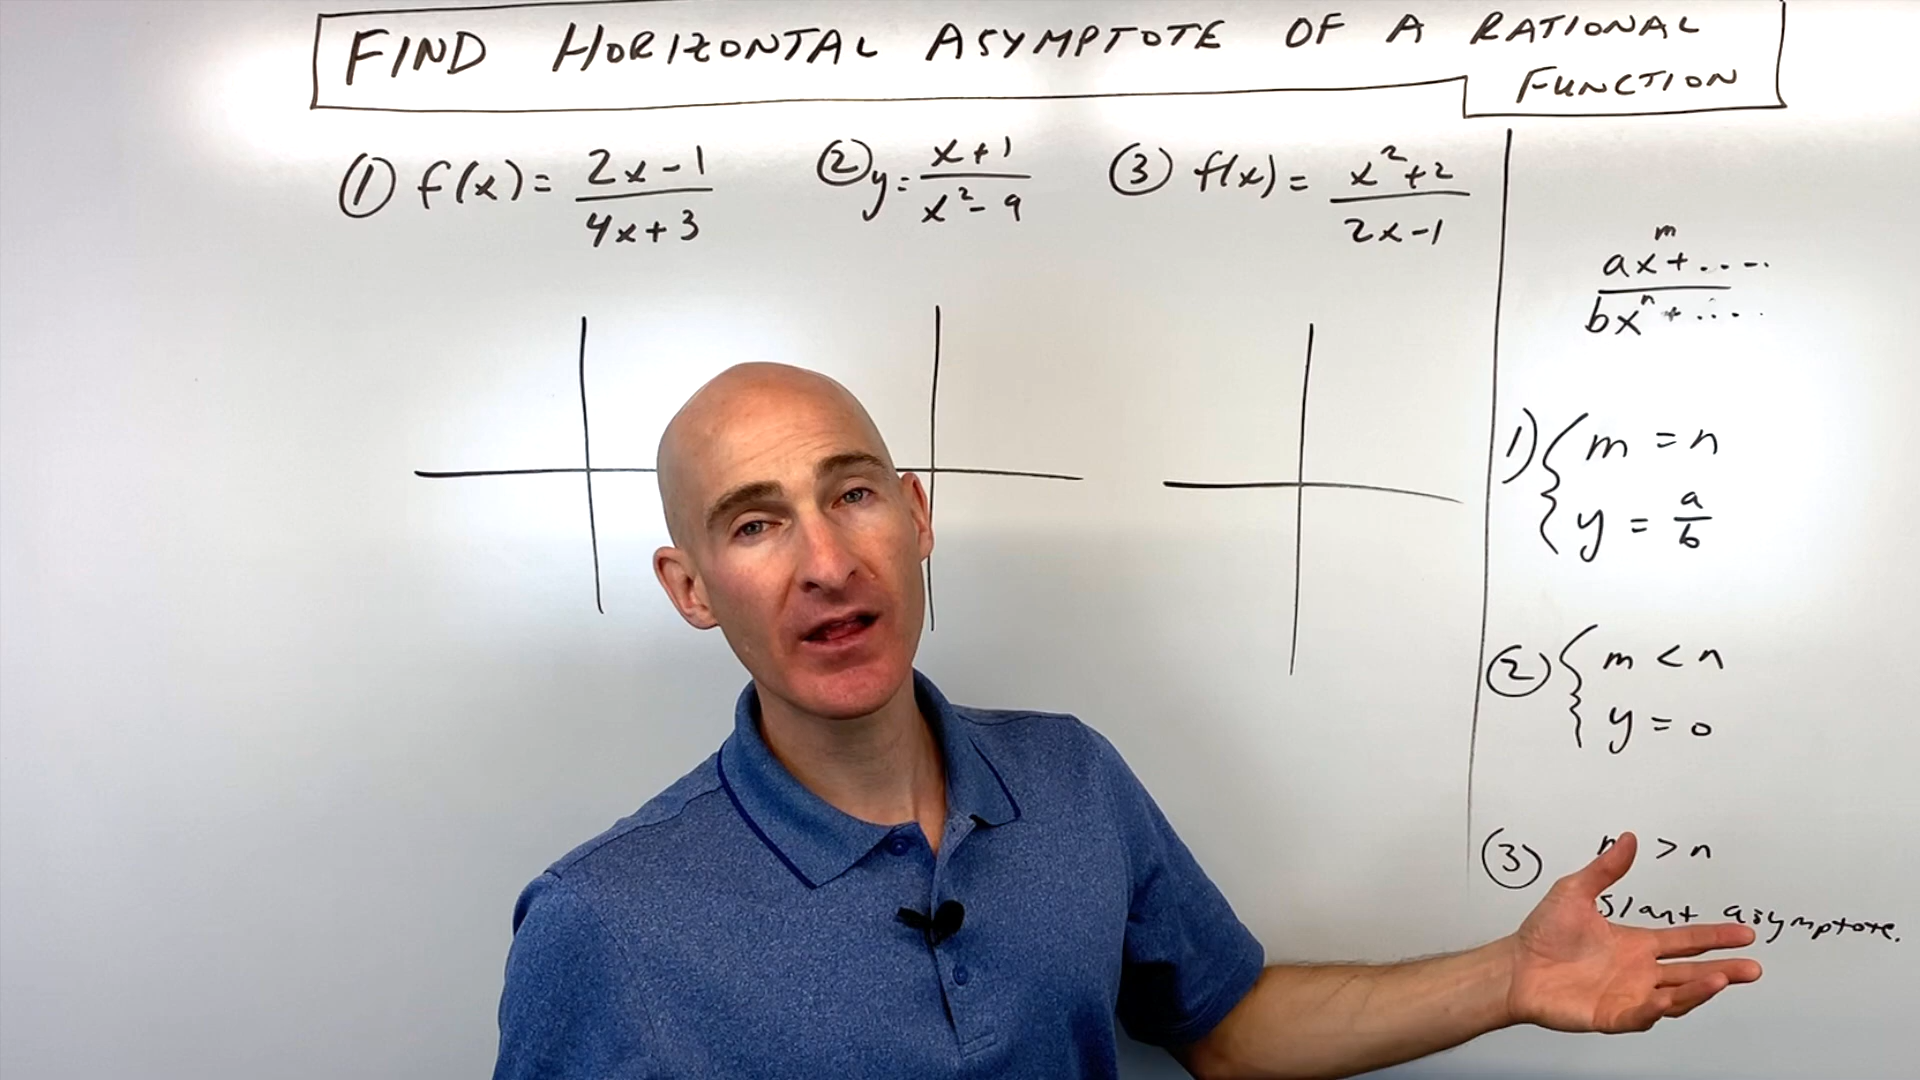 FIND HORIZONTAL ASYMPTOTE OF A RATIONAL
FUNCTION
① f(x) = (2x-1)/(4x+3)
② y = (x+1)/(x²-9)
③ f(x) = (x²+2)/(2x-1)
(axᵐ+....)/(bxⁿ+....)
1) { m = n
y = a/b
② { m < n
y = 0
③ m > n
Slant asymptote.